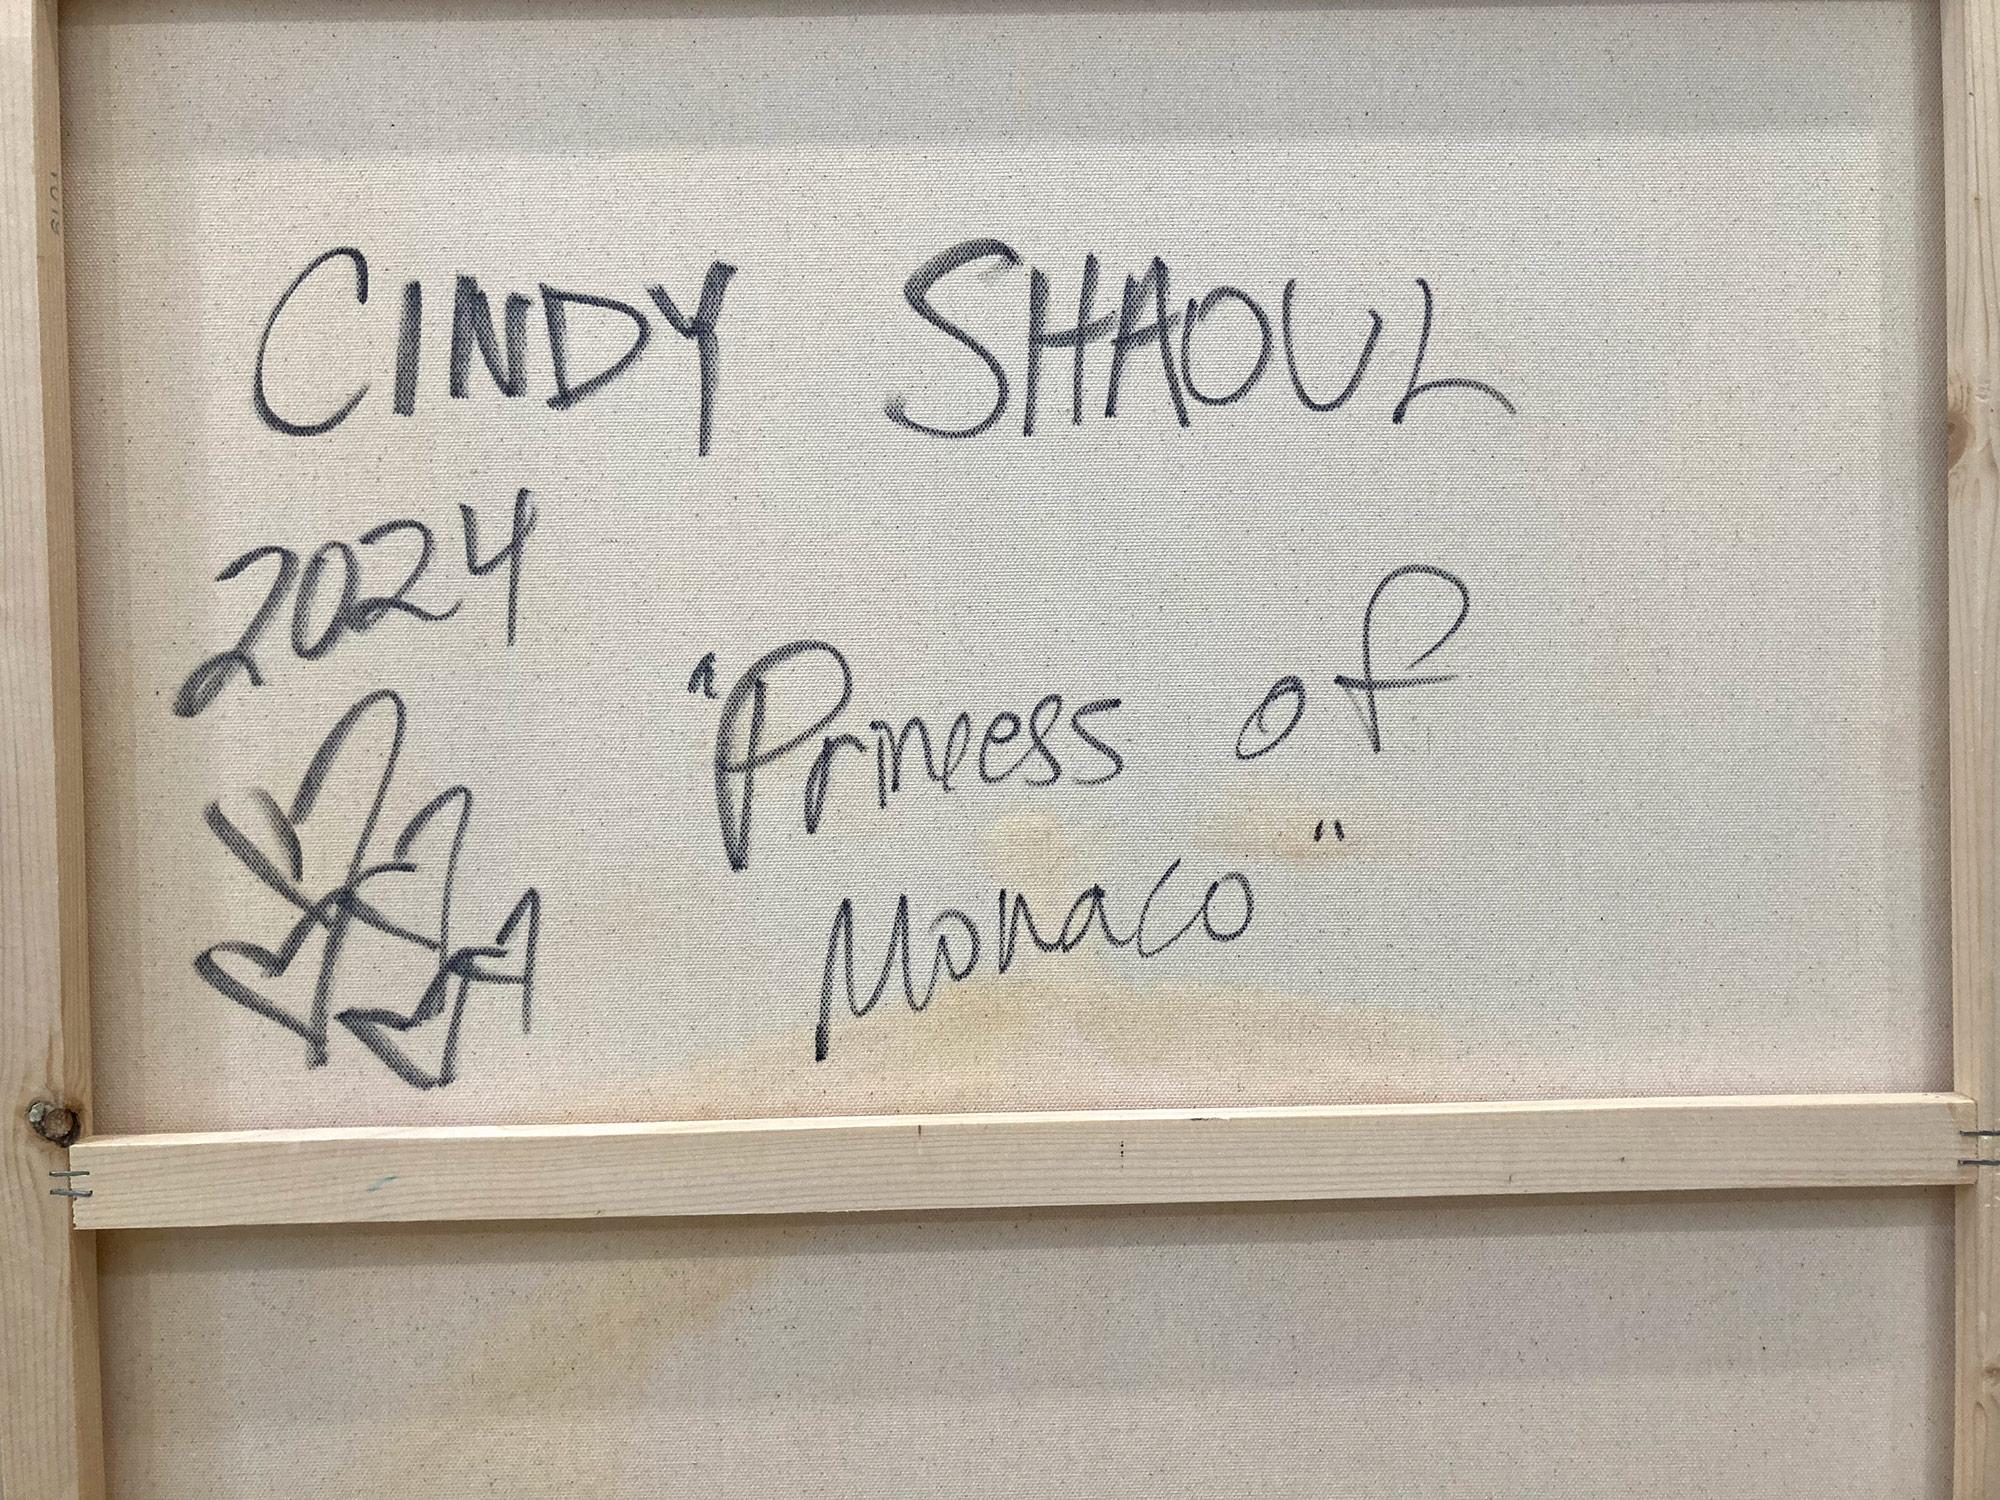 CINDY SHAOUL
2024
"Princess of
Monaco"